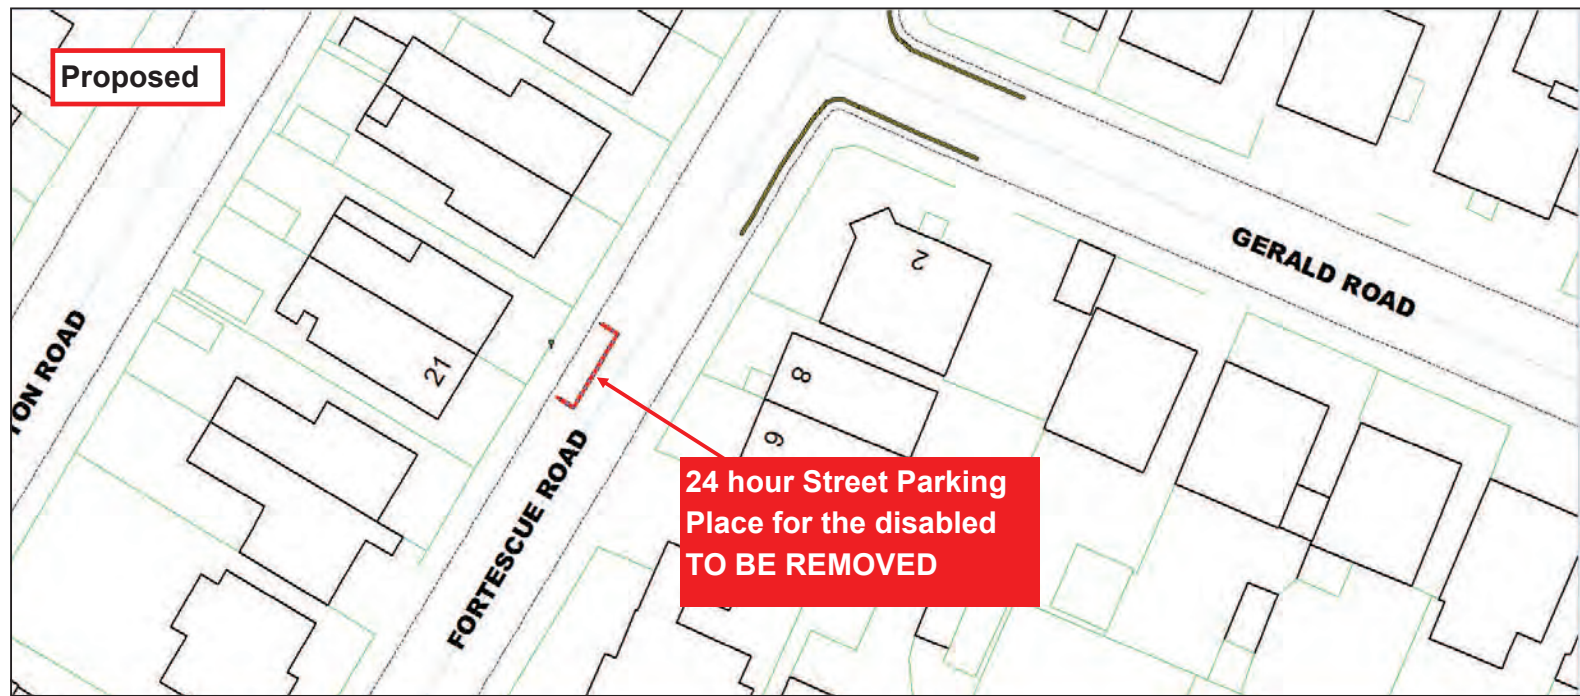 Proposed
GERALD ROAD
2
TON ROAD
21
8
9
FORTESCUE ROAD
24 hour Street Parking
Place for the disabled
TO BE REMOVED